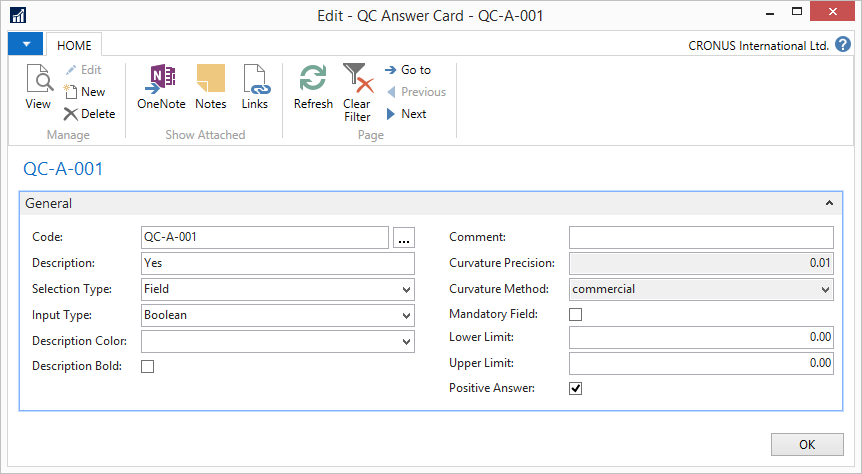 Edit - QC Answer Card - QC-A-001
HOME
CRONUS International Ltd.
?
View
Edit
New
Delete
Manage
OneNote
Notes
Links
Show Attached
Refresh
Clear
Filter
Go to
Previous
Next
Page
QC-A-001
General
Code: QC-A-001 ...
Description: Yes
Selection Type: Field
Input Type: Boolean
Description Color:
Description Bold:
Comment:
Curvature Precision: 0.01
Curvature Method: commercial
Mandatory Field:
Lower Limit: 0.00
Upper Limit: 0.00
Positive Answer:
OK